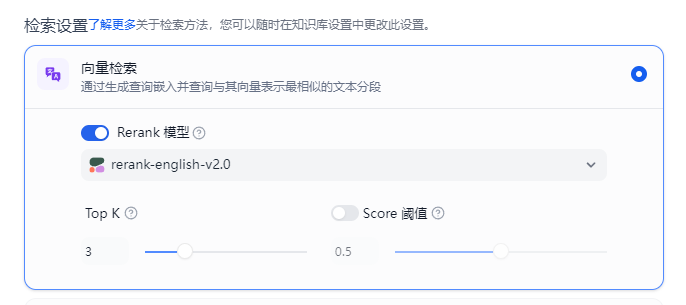 检索设置了解更多关于检索方法，您可以随时在知识库设置中更改此设置。
向量检索
通过生成查询嵌入并查询与其向量表示最相似的文本分段
Rerank 模型
rerank-english-v2.0
Top K Score 阈值
3 0.5